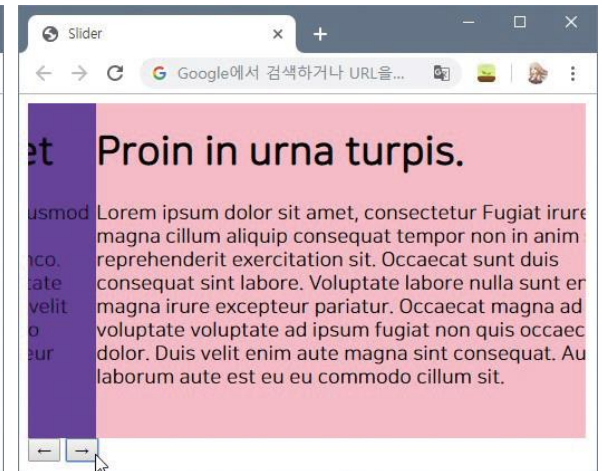 Slider
Google에서 검색하거나 URL을...
et
Proin in urna turpis.
usmod Lorem ipsum dolor sit amet, consectetur Fugiat irure
magna cillum aliquip consequat tempor non in anim
nco. reprehenderit exercitation sit. Occaecat sunt duis
tate consequat sint labore. Voluptate labore nulla sunt
velit magna irure excepteur pariatur. Occaecat magna ad
o voluptate voluptate ad ipsum fugiat non quis occaec
eur dolor. Duis velit enim aute magna sint consequat. Au
laborum aute est eu eu commodo cillum sit.
← →